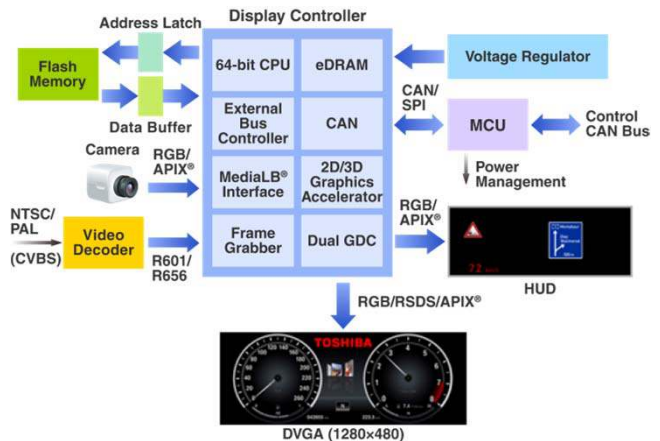 Display Controller
Address Latch
Flash
Memory
Data Buffer
64-bit CPU
eDRAM
External
Bus
Controller
CAN
MediaLB®
Interface
2D/3D
Graphics
Accelerator
Frame
Grabber
Dual GDC
Voltage Regulator
CAN/
SPI
MCU
Control
CAN Bus
Power
Management
Camera
RGB/
APIX®
NTSC/
PAL
(CVBS)
Video
Decoder
R601/
R656
RGB/
APIX®
72
HUD
RGB/RSDS/APIX®
TOSHIBA
DVGA (1280×480)